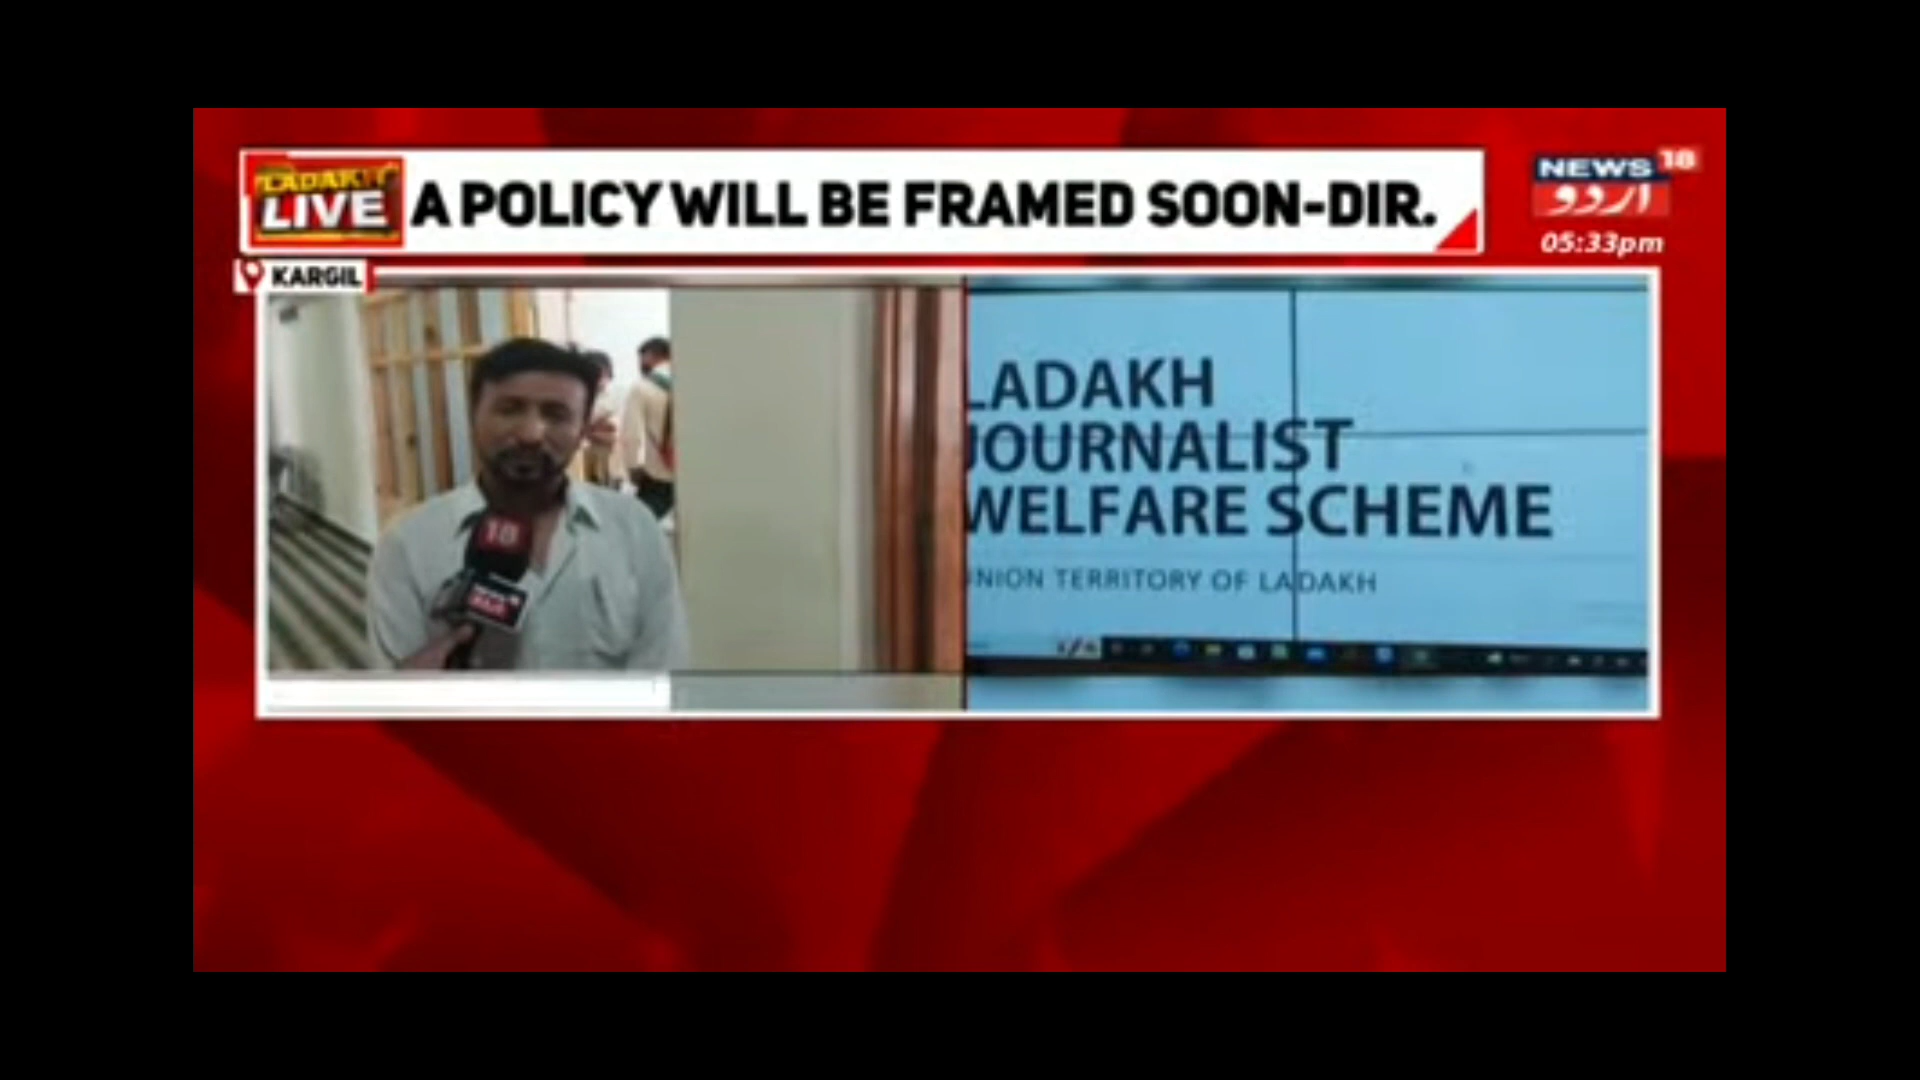 LADAKH
LIVE
A POLICY WILL BE FRAMED SOON-DIR.
NEWS 18
اردو
05:33pm
KARGIL
18
LADAKH
JOURNALIST
WELFARE SCHEME
UNION TERRITORY OF LADAKH